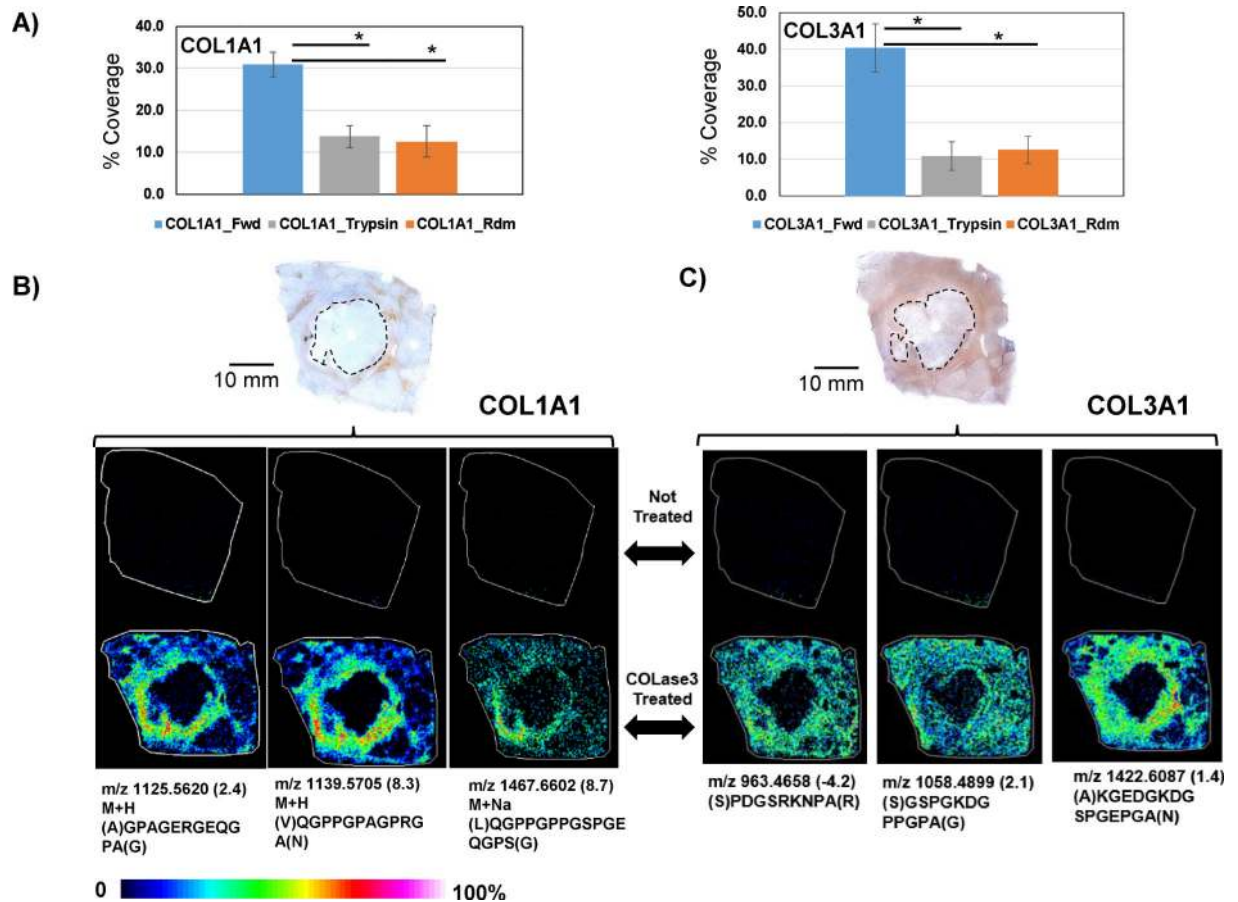 A)
COL1A1
*
*
40.0
30.0
20.0
10.0
0.0
% Coverage
COL1A1_Fwd COL1A1_Trypsin COL1A1_Rdm
COL3A1
*
*
50.0
40.0
30.0
20.0
10.0
0.0
% Coverage
COL3A1_Fwd COL3A1_Trypsin COL3A1_Rdm
B)
10 mm
COL1A1
C)
10 mm
COL3A1
Not
Treated
COLase3
Treated
m/z 1125.5620 (2.4)
M+H
(A)GPAGERGEQG
PA(G)
m/z 1139.5705 (8.3)
M+H
(V)QGPPGPAGPRG
A(N)
m/z 1467.6602 (8.7)
M+Na
(L)QGPPGPPGSPGE
QGPS(G)
m/z 963.4658 (-4.2)
(S)PDGSRKNPA(R)
m/z 1058.4899 (2.1)
(S)GSPGKDG
PPGPA(G)
m/z 1422.6087 (1.4)
(A)KGEDGKDG
SPGEPGA(N)
0 100%